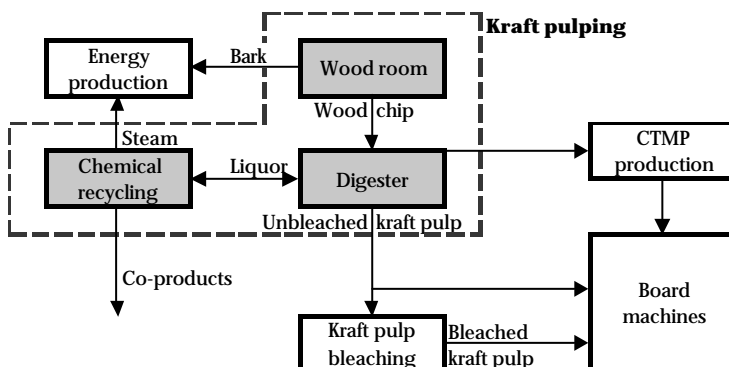 Kraft pulping
Energy
production
Bark
Wood room
Wood chip
Steam
CTMP
production
Chemical
recycling
Liquor
Digester
Unbleached kraft pulp
Co-products
Board
machines
Kraft pulp
bleaching
Bleached
kraft pulp